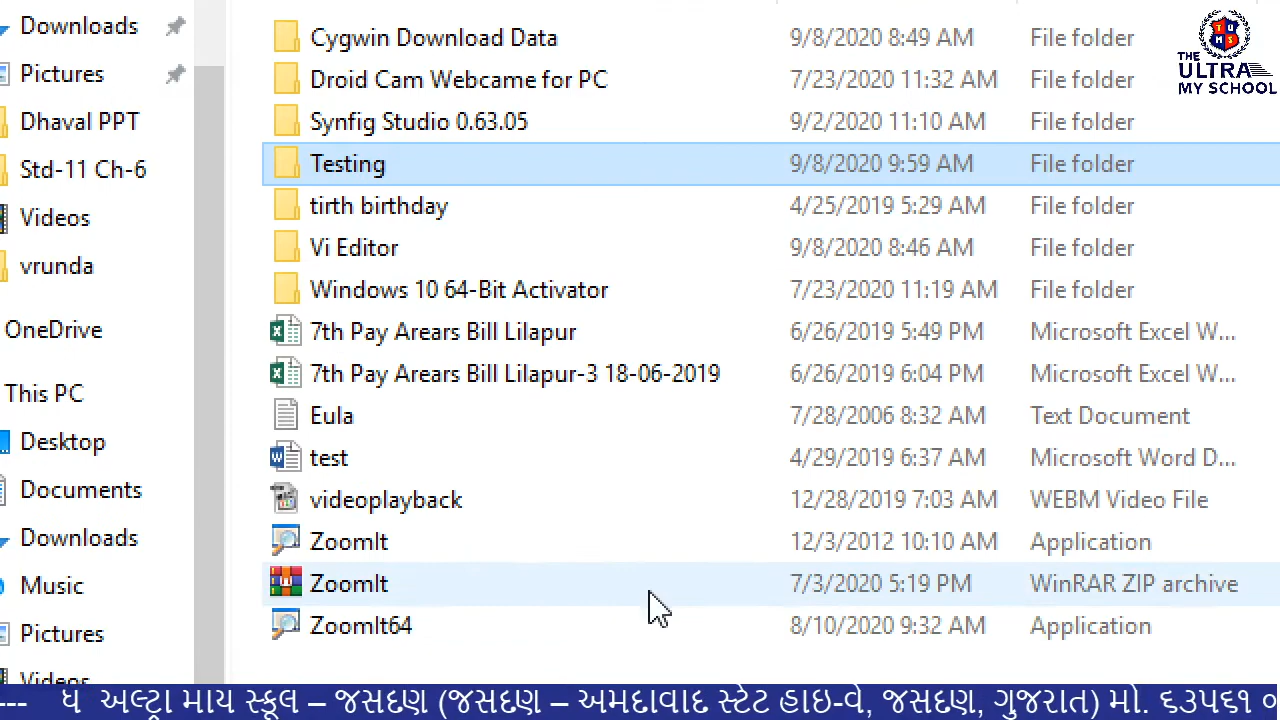 Downloads
Pictures
Dhaval PPT
Std-11 Ch-6
Videos
vrunda
OneDrive
This PC
Desktop
Documents
Downloads
Music
Pictures
Videos
Cygwin Download Data 9/8/2020 8:49 AM File folder
Droid Cam Webcame for PC 7/23/2020 11:32 AM File folder
Synfig Studio 0.63.05 9/2/2020 11:10 AM File folder
Testing 9/8/2020 9:59 AM File folder
tirth birthday 4/25/2019 5:29 AM File folder
Vi Editor 9/8/2020 8:46 AM File folder
Windows 10 64-Bit Activator 7/23/2020 11:19 AM File folder
7th Pay Arears Bill Lilapur 6/26/2019 5:49 PM Microsoft Excel W...
7th Pay Arears Bill Lilapur-3 18-06-2019 6/26/2019 6:04 PM Microsoft Excel W...
Eula 7/28/2006 8:32 AM Text Document
test 4/29/2019 6:37 AM Microsoft Word D...
videoplayback 12/28/2019 7:03 AM WEBM Video File
ZoomIt 12/3/2012 10:10 AM Application
ZoomIt 7/3/2020 5:19 PM WinRAR ZIP archive
ZoomIt64 8/10/2020 9:32 AM Application
TUMS
THE
ULTRA
MY SCHOOL
--- ધ અલ્ટ્રા માય સ્કૂલ – જસદણ (જસદણ – અમદાવાદ સ્ટેટ હાઇ-વે, જસદણ, ગુજરાત) મો. ૬૩૫૬૧ ૦